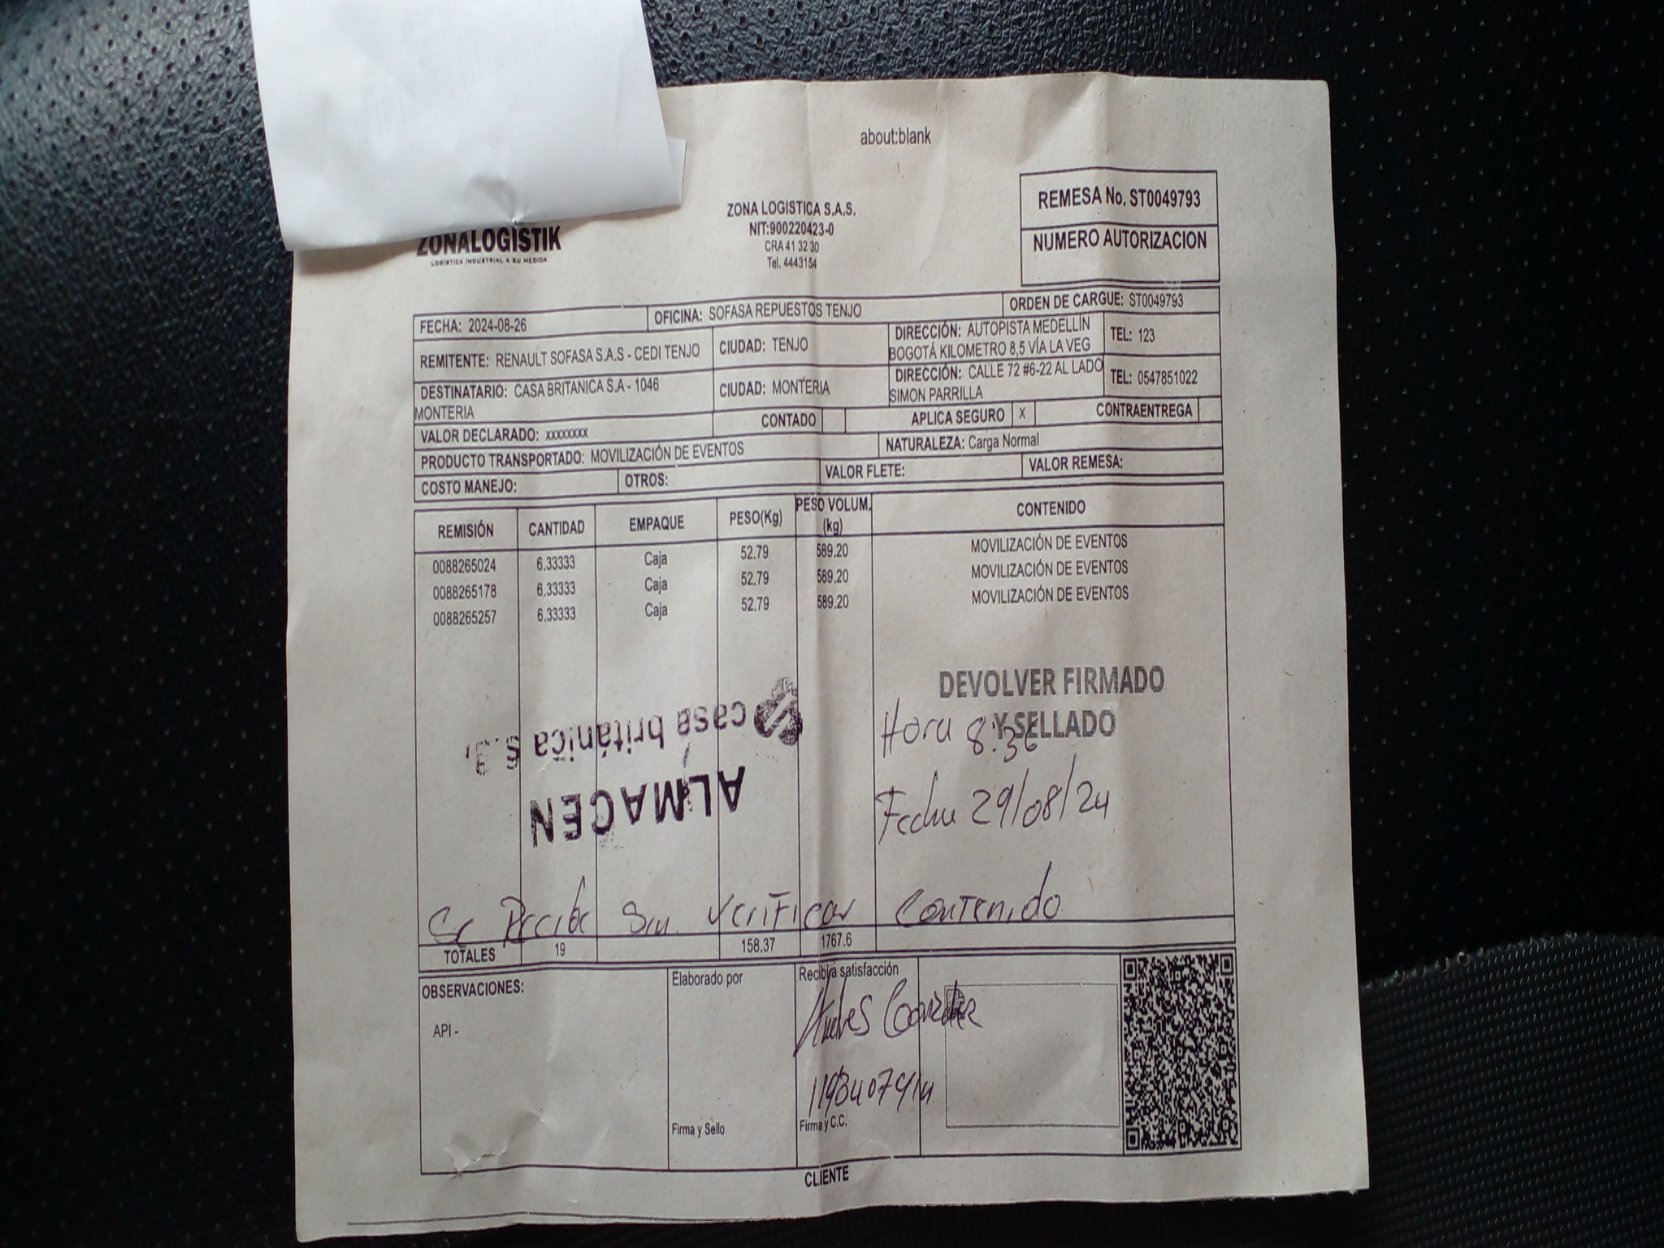 about:blank
ZONALOGISTIK
LOGÍSTICA INDUSTRIAL A SU MEDIDA
ZONA LOGISTICA S.A.S.
NIT:900220423-0
CRA 41 32 30
Tel. 4443154
REMESA No. ST0049793
NUMERO AUTORIZACION
FECHA: 2024-08-26 OFICINA: SOFASA REPUESTOS TENJO ORDEN DE CARGUE: ST0049793
REMITENTE: RENAULT SOFASA S.A.S - CEDI TENJO CIUDAD: TENJO DIRECCIÓN: AUTOPISTA MEDELLÍN TEL: 123
BOGOTÁ KILOMETRO 8,5 VÍA LA VEG
DESTINATARIO: CASA BRITANICA S.A - 1046 CIUDAD: MONTERIA DIRECCIÓN: CALLE 72 #6-22 AL LADO TEL: 0547851022
MONTERIA SIMON PARRILLA
VALOR DECLARADO: xxxxxxxx CONTADO APLICA SEGURO X CONTRAENTREGA
PRODUCTO TRANSPORTADO: MOVILIZACIÓN DE EVENTOS NATURALEZA: Carga Normal
COSTO MANEJO: OTROS: VALOR FLETE: VALOR REMESA:
REMISIÓN CANTIDAD EMPAQUE PESO(Kg) PESO VOLUM. (kg) CONTENIDO
0088265024 6.33333 Caja 52.79 589.20 MOVILIZACIÓN DE EVENTOS
0088265178 6.33333 Caja 52.79 589.20 MOVILIZACIÓN DE EVENTOS
0088265257 6.33333 Caja 52.79 589.20 MOVILIZACIÓN DE EVENTOS
DEVOLVER FIRMADO
Y SELLADO
Hora 8:36
Fecha 29/08/24
casa británica s.a.
ALMACEN
Se Recibe Sin Verificar Contenido
TOTALES 19 158.37 1767.6
OBSERVACIONES:
API -
Elaborado por
Firma y Sello
Recibi a satisfacción
Firma y C.C.
CLIENTE